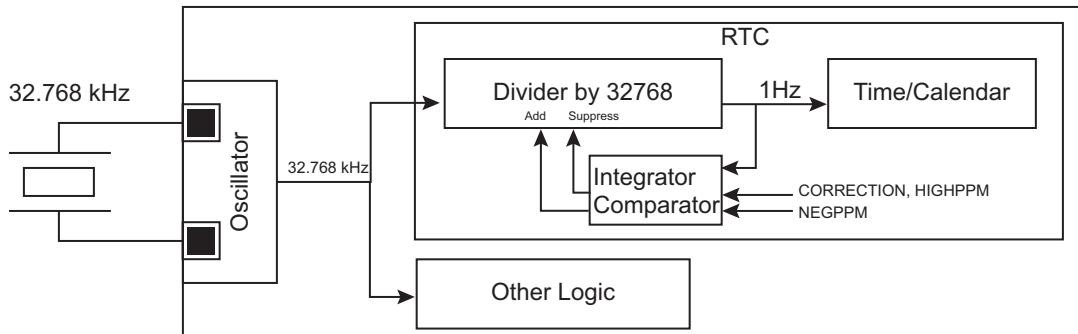 RTC
32.768 kHz
Divider by 32768
Add Suppress
1Hz
Time/Calendar
Oscillator
32.768 kHz
Integrator
Comparator
CORRECTION, HIGHPPM
NEGPPM
Other Logic